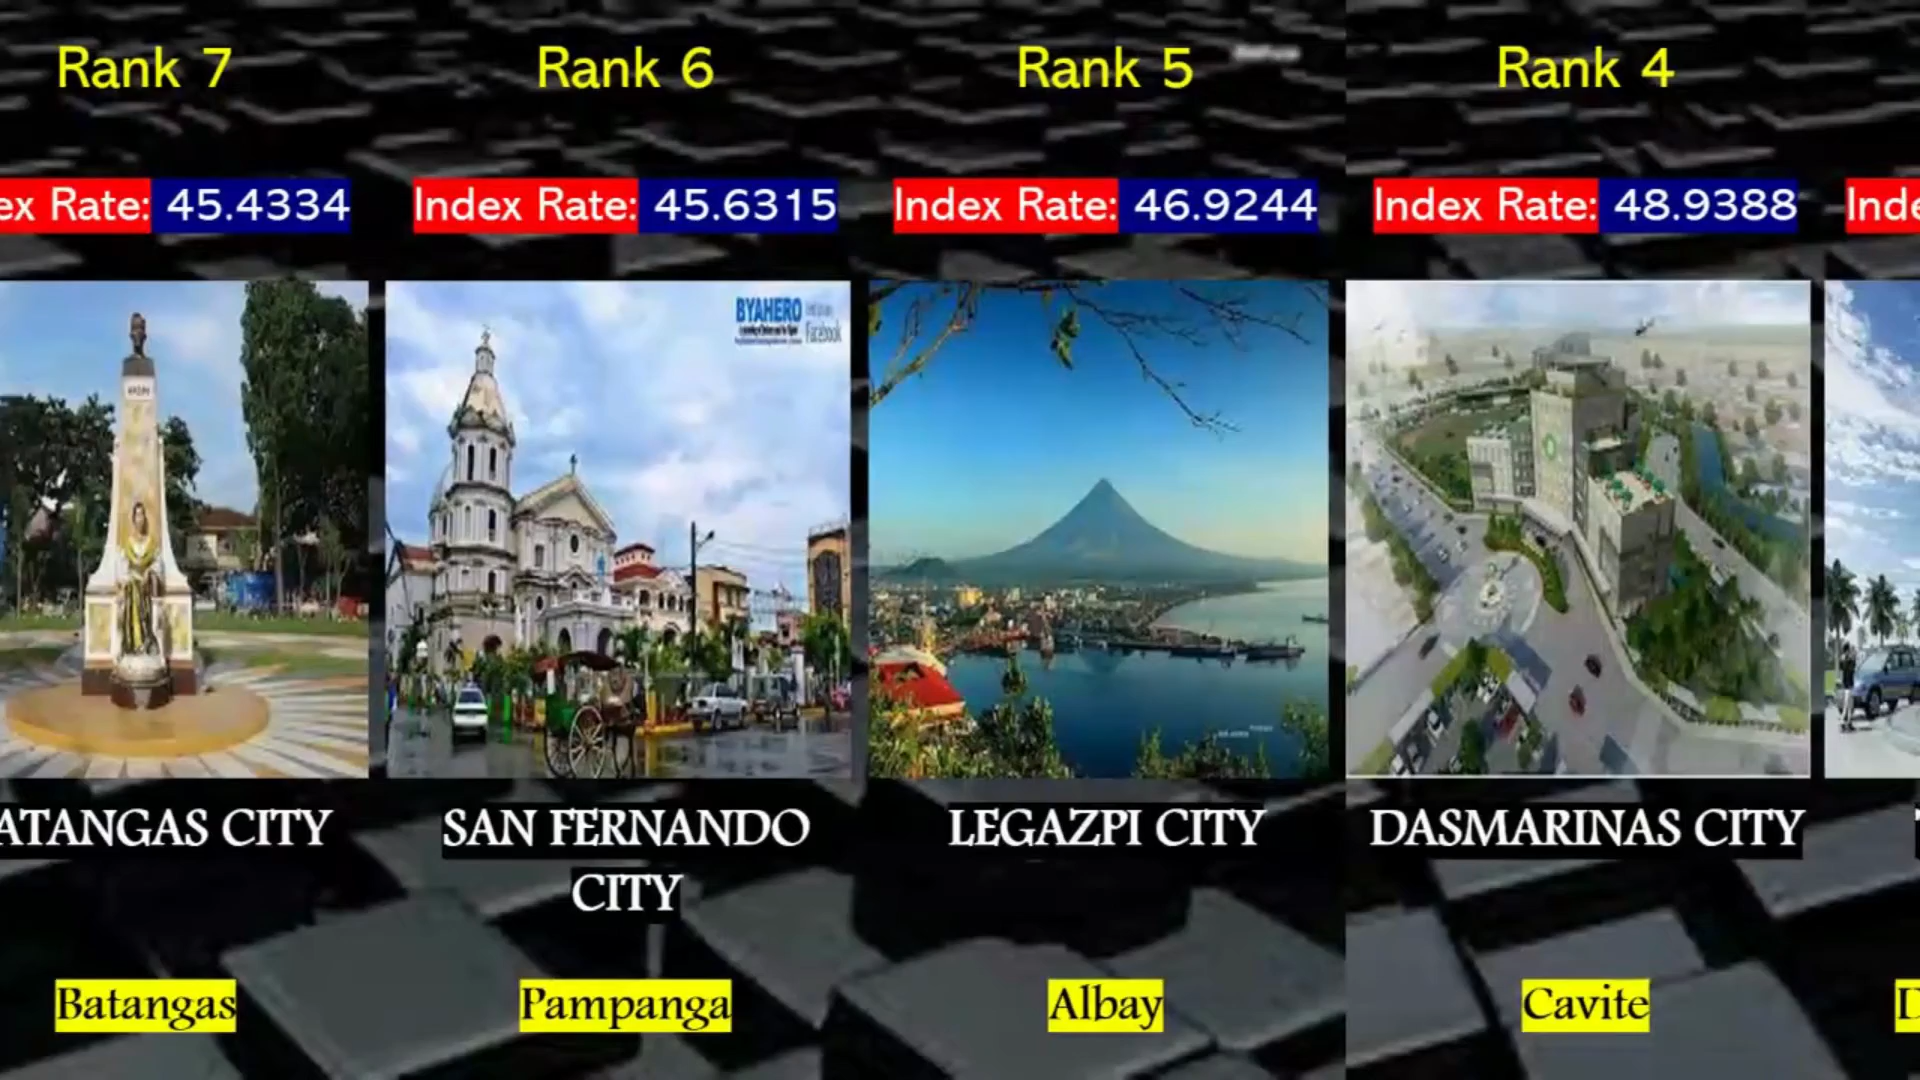 Rank 7
Rank 6
Rank 5
Rank 4
ex Rate: 45.4334
Index Rate: 45.6315
Index Rate: 46.9244
Index Rate: 48.9388
Inde
BYAHERO
Facebook
ATANGAS CITY
SAN FERNANDO
CITY
LEGAZPI CITY
DASMARINAS CITY
Batangas
Pampanga
Albay
Cavite